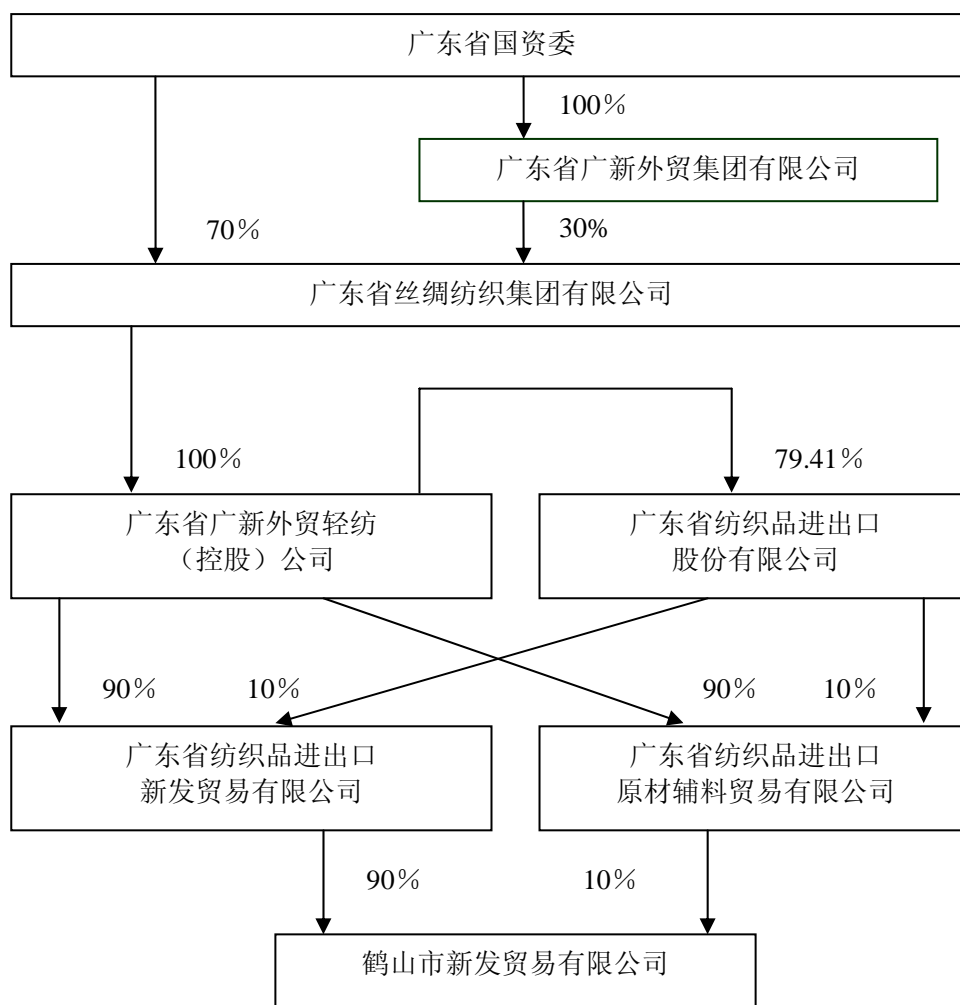 广东省国资委
100％
广东省广新外贸集团有限公司
70％
30%
广东省丝绸纺织集团有限公司
100％
79.41％
广东省广新外贸轻纺
（控股）公司
广东省纺织品进出口
股份有限公司
90％
10％
90％
10％
广东省纺织品进出口
新发贸易有限公司
广东省纺织品进出口
原材辅料贸易有限公司
90％
10％
鹤山市新发贸易有限公司